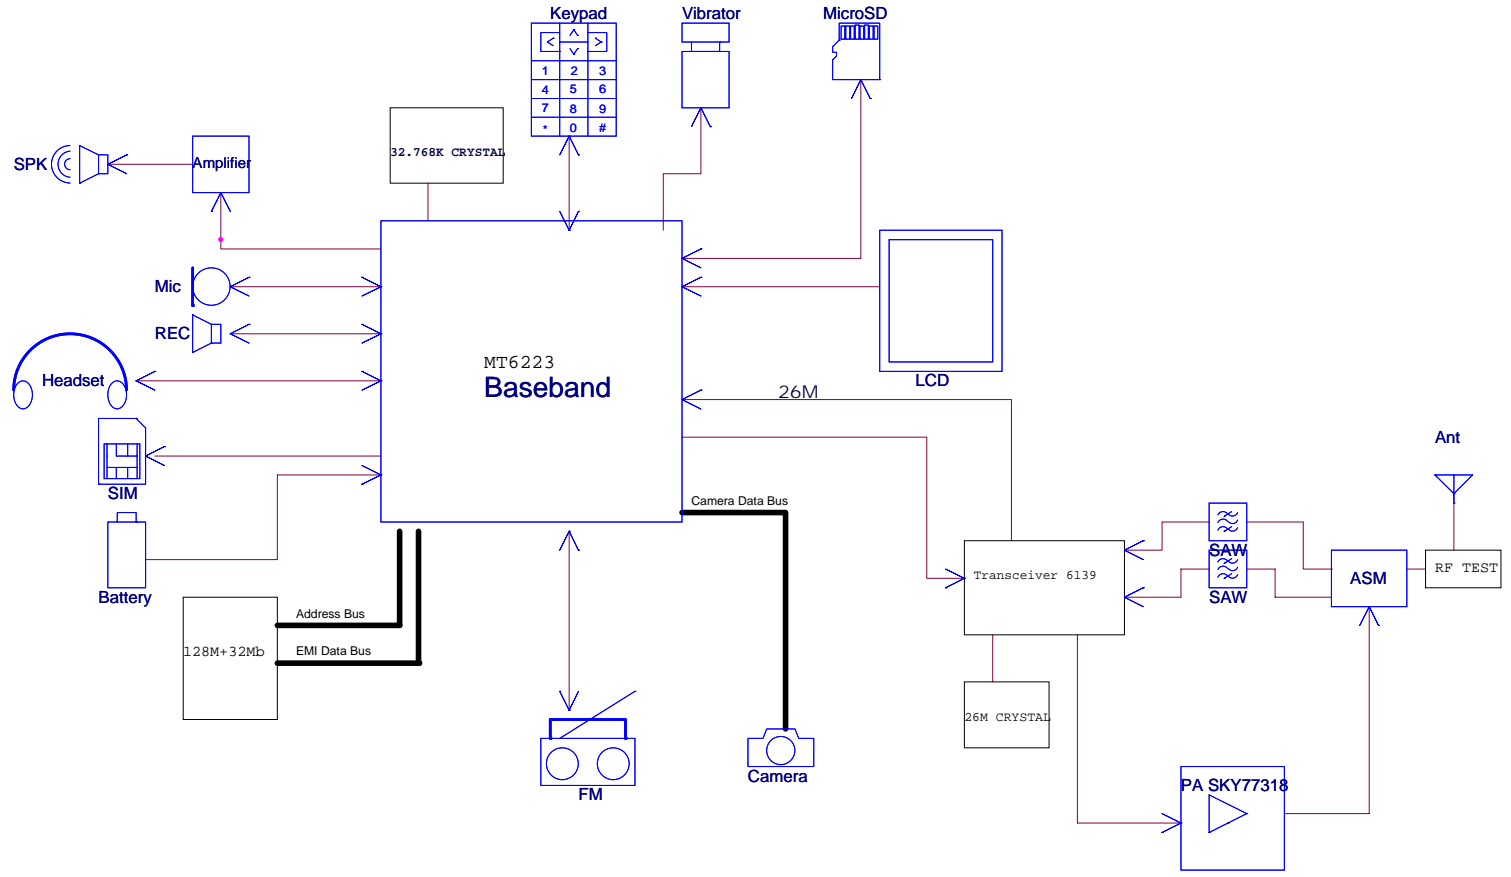 Keypad
Vibrator
MicroSD
< ^ >
v
1 2 3
4 5 6
7 8 9
* 0 #
32.768K CRYSTAL
SPK
Amplifier
Mic
REC
Headset
MT6223
Baseband
LCD
26M
SIM
Ant
Camera Data Bus
Battery
SAW
SAW
Transceiver 6139
ASM
RF TEST
Address Bus
128M+32Mb
EMI Data Bus
26M CRYSTAL
Camera
FM
PA SKY77318